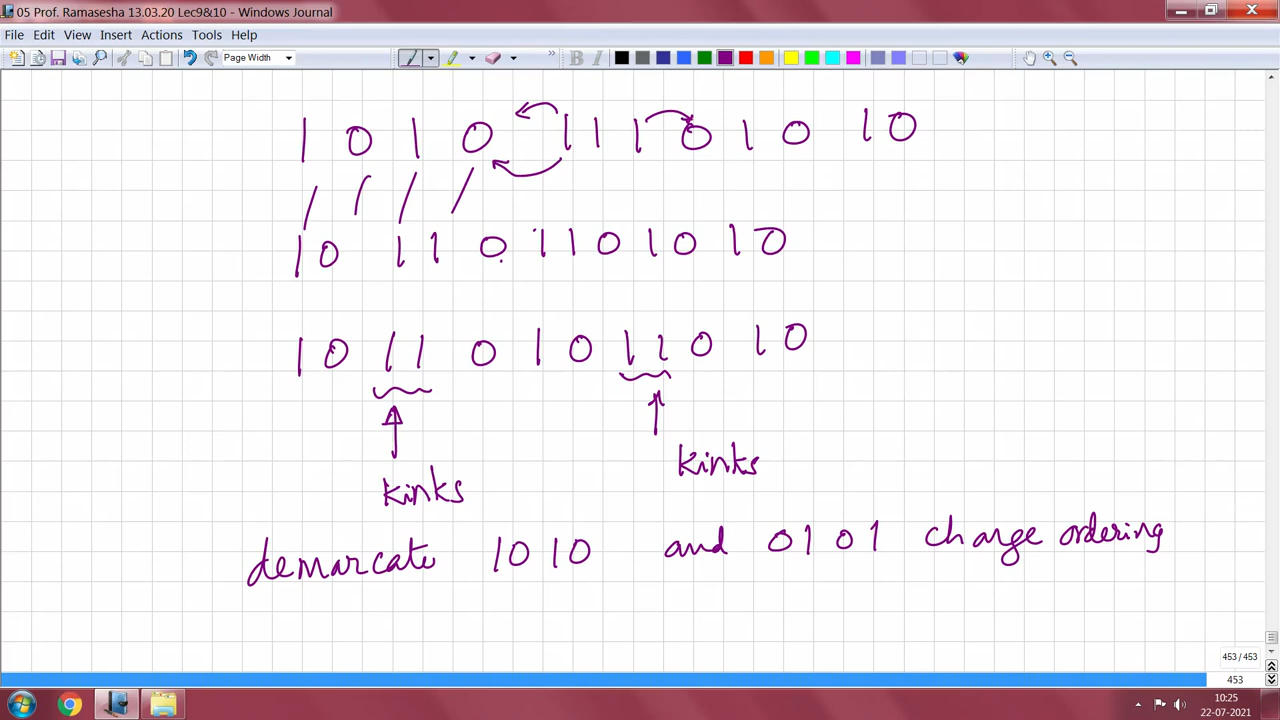 05 Prof. Ramasesha 13.03.20 Lec9&10 - Windows Journal
File Edit View Insert Actions Tools Help
Page Width
B I
1 0 1 0 1 1 1 0 1 0 1 0
1 0 1 1 0 1 1 0 1 0 1 0
1 0 1 1 0 1 0 1 1 0 1 0
kinks
kinks
demarcate 1010 and 0101 charge ordering
453 / 453
453
10:25
22-07-2021